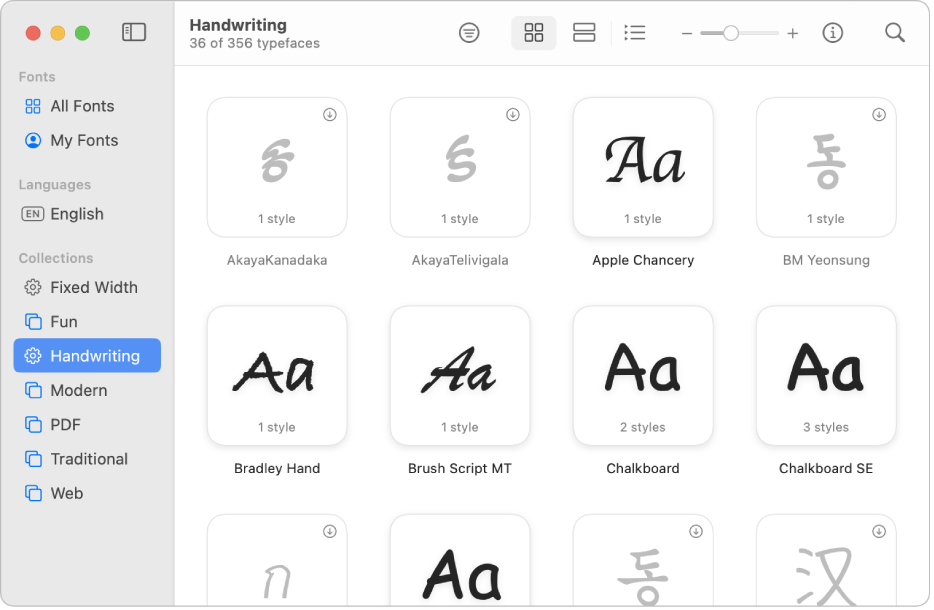 Handwriting
36 of 356 typefaces
Fonts
All Fonts
My Fonts
Languages
EN English
Collections
Fixed Width
Fun
Handwriting
Modern
PDF
Traditional
Web
Aa 동
1 style 1 style 1 style 1 style
AkayaKanadaka AkayaTelivigala Apple Chancery BM Yeonsung
Aa Aa Aa Aa
1 style 1 style 2 styles 3 styles
Bradley Hand Brush Script MT Chalkboard Chalkboard SE
Aa 동 汉